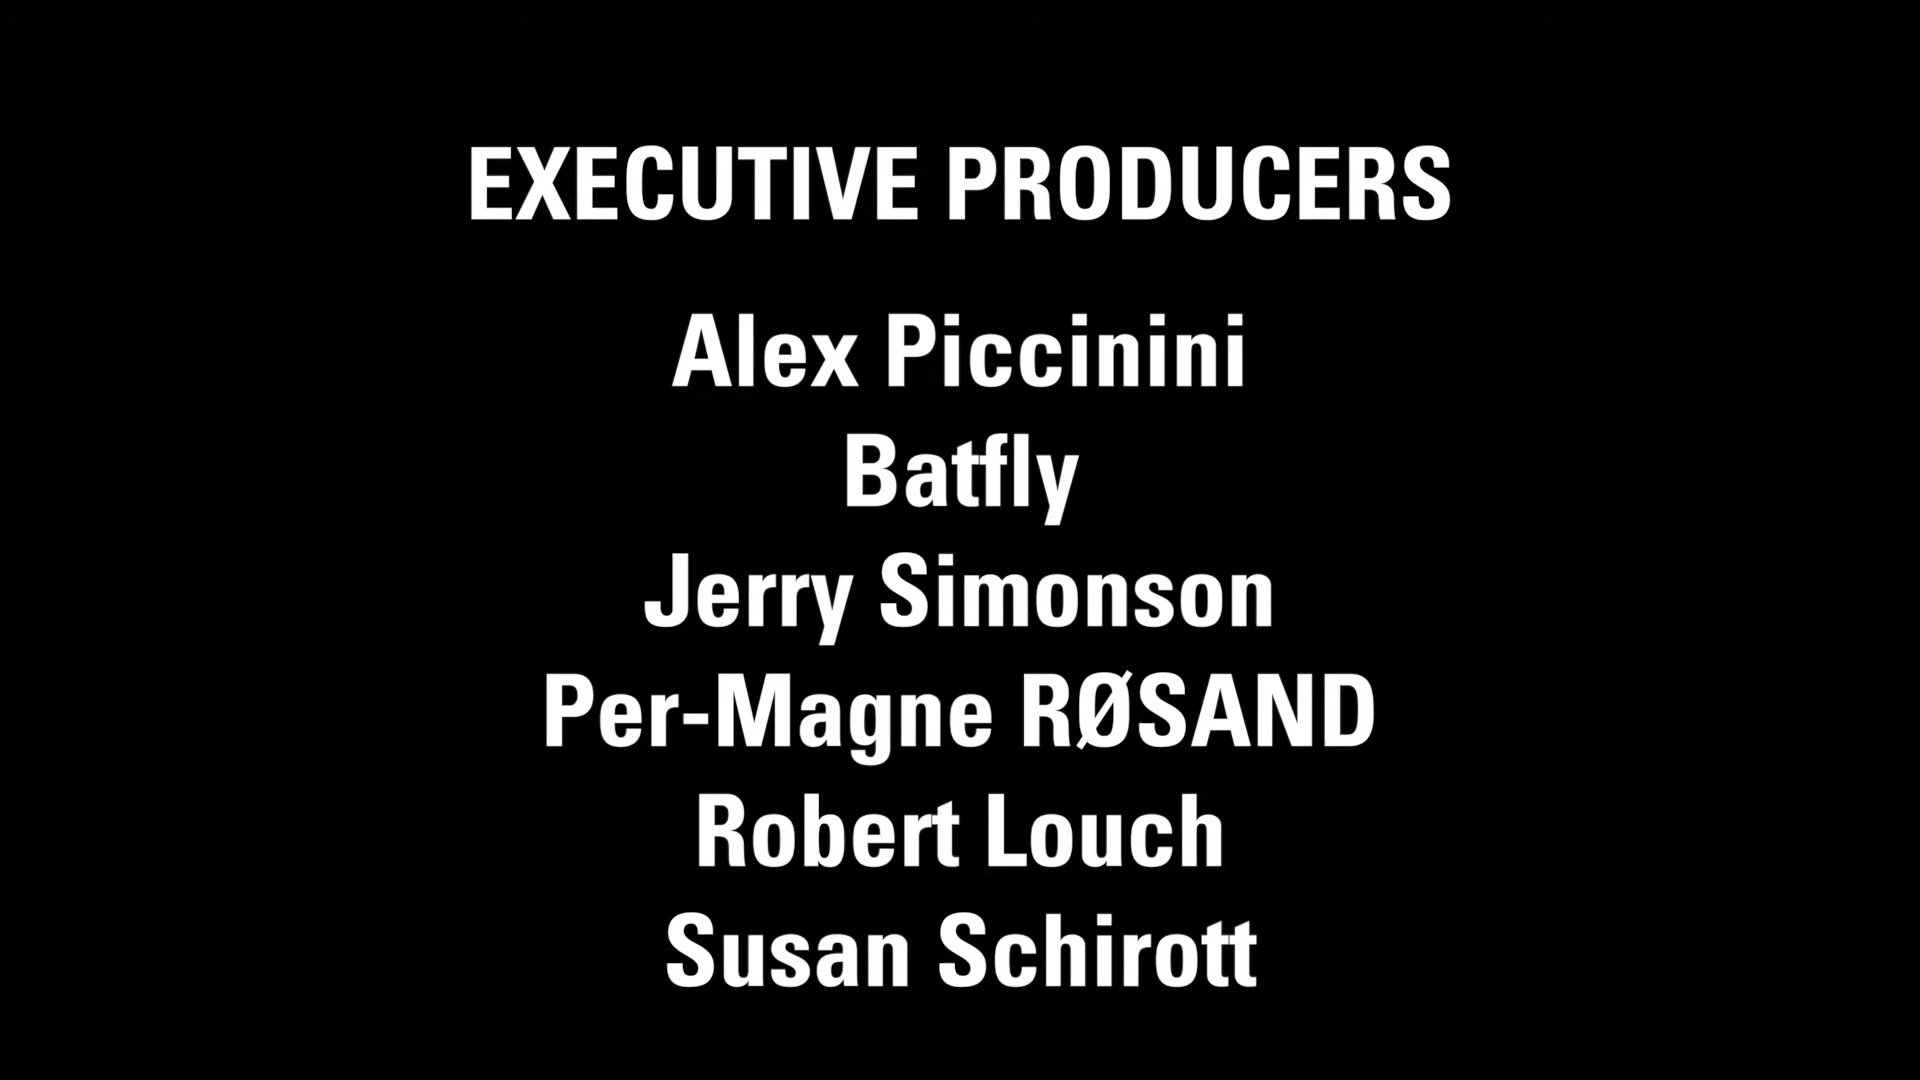 EXECUTIVE PRODUCERS
Alex Piccinini
Batfly
Jerry Simonson
Per-Magne RØSAND
Robert Louch
Susan Schirott